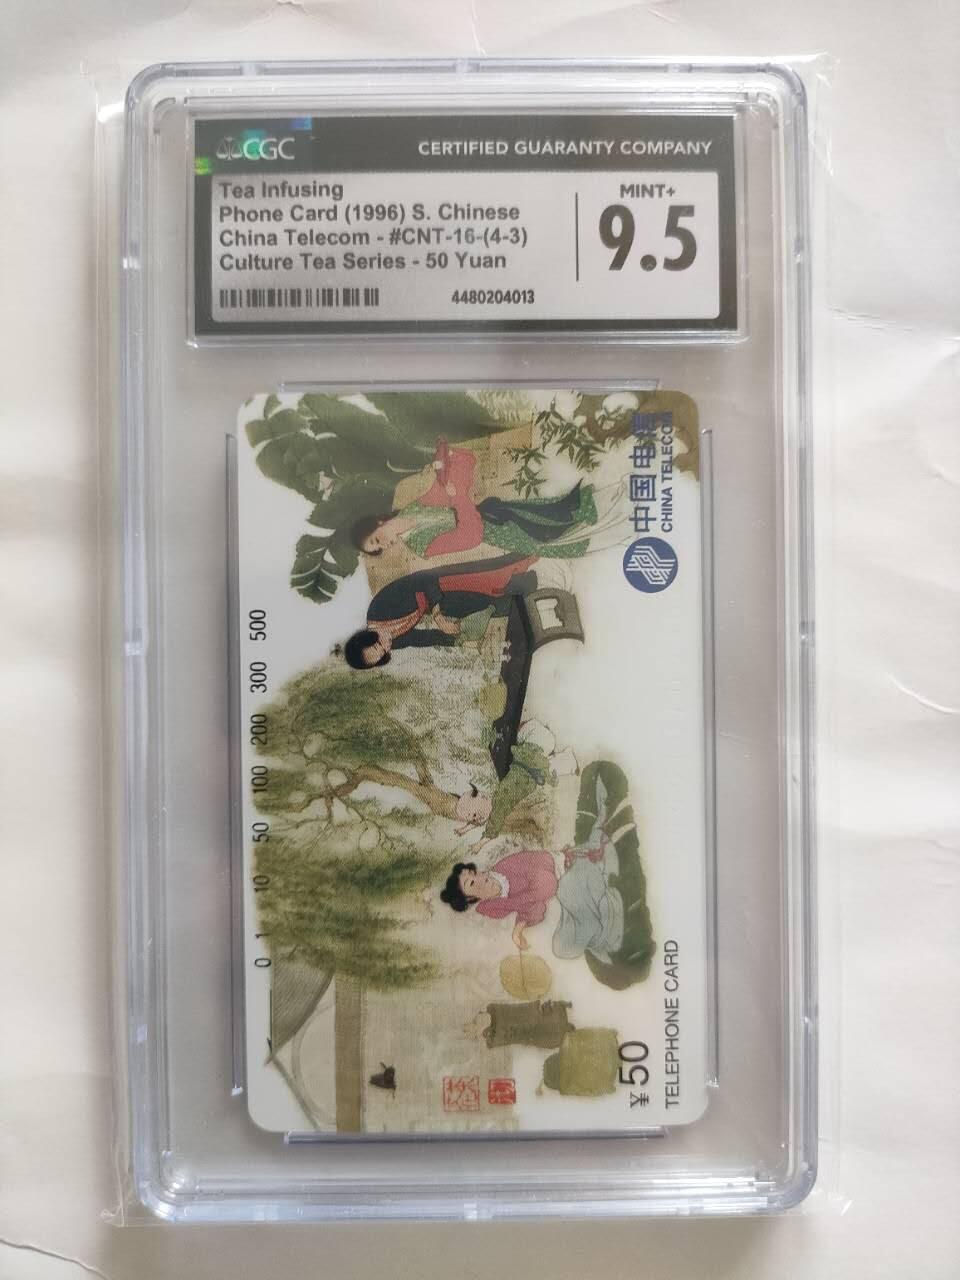 CGC
CERTIFIED GUARANTY COMPANY
Tea Infusing
Phone Card (1996) S. Chinese
China Telecom - #CNT-16-(4-3)
Culture Tea Series - 50 Yuan
4480204013
MINT+
9.5
中国电信
CHINA TELECOM
0 1 10 50 100 200 300 500
¥50
TELEPHONE CARD